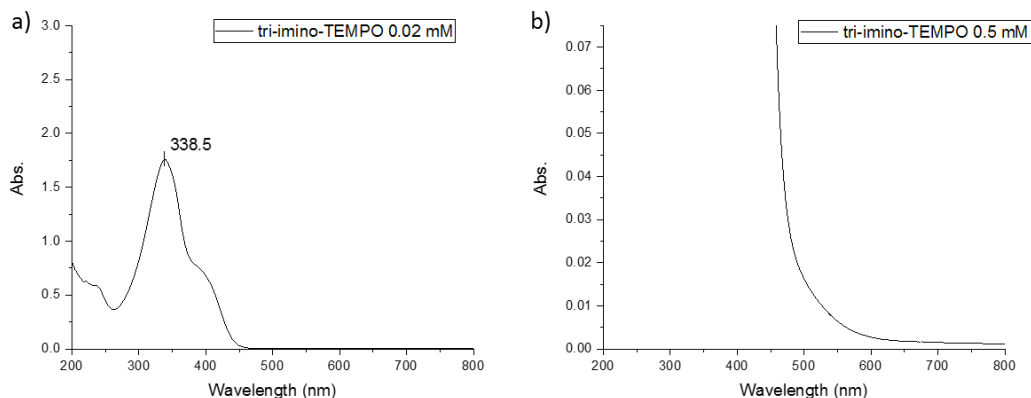 a)
tri-imino-TEMPO 0.02 mM
3.0
2.5
2.0
1.5
1.0
0.5
0.0
338.5
Abs.
200 300 400 500 600 700 800
Wavelength (nm)
b)
tri-imino-TEMPO 0.5 mM
0.07
0.06
0.05
0.04
0.03
0.02
0.01
0.00
Abs.
200 300 400 500 600 700 800
Wavelength (nm)